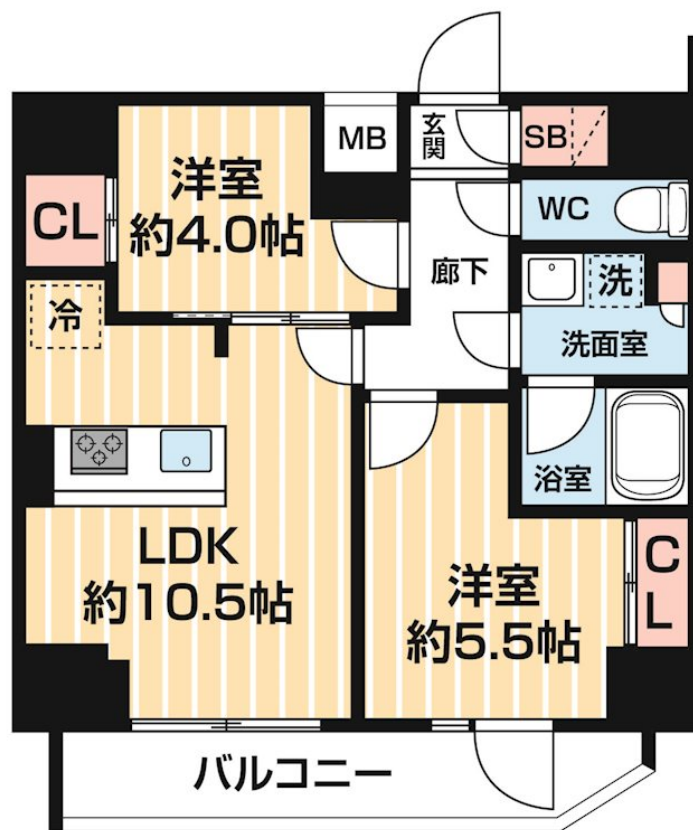 MB
玄
関
SB
洋室
約4.0帖
CL
WC
廊下
洗
冷
洗面室
浴室
LDK
約10.5帖
洋室
約5.5帖
C
L
バルコニー